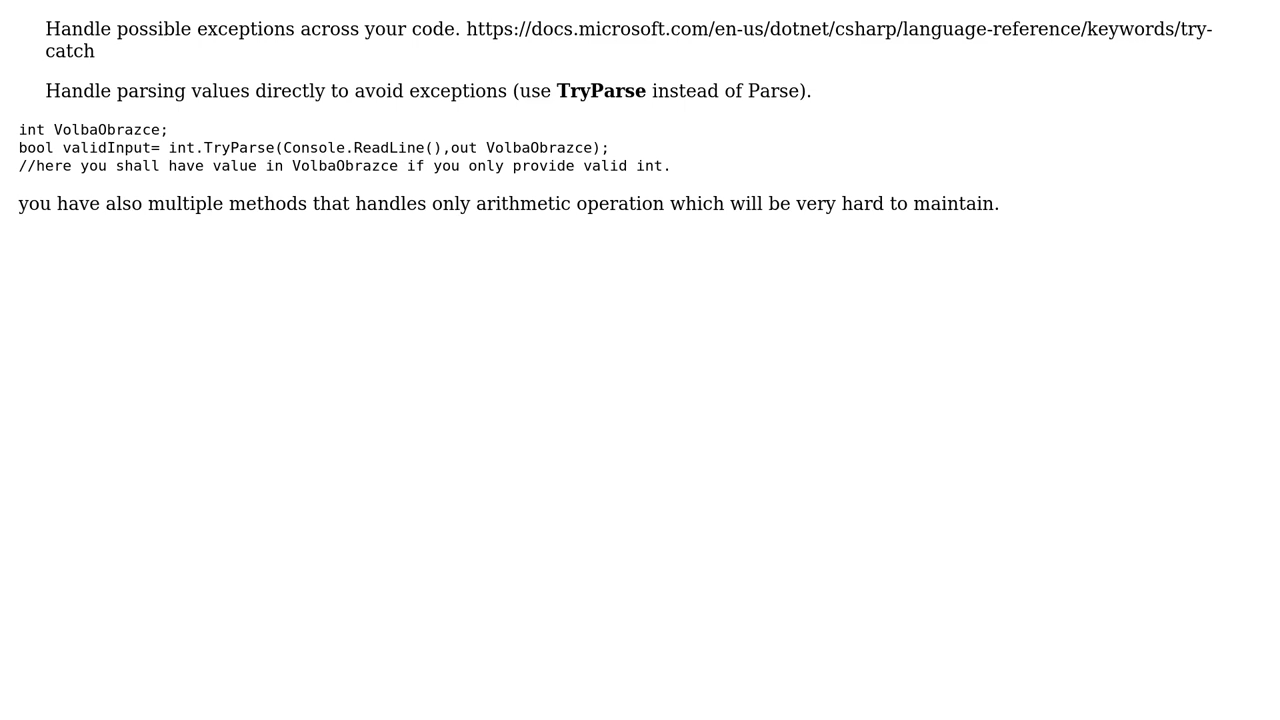 Handle possible exceptions across your code. https://docs.microsoft.com/en-us/dotnet/csharp/language-reference/keywords/try-
catch
Handle parsing values directly to avoid exceptions (use TryParse instead of Parse).
int VolbaObrazce;
bool validInput= int.TryParse(Console.ReadLine(),out VolbaObrazce);
//here you shall have value in VolbaObrazce if you only provide valid int.
you have also multiple methods that handles only arithmetic operation which will be very hard to maintain.